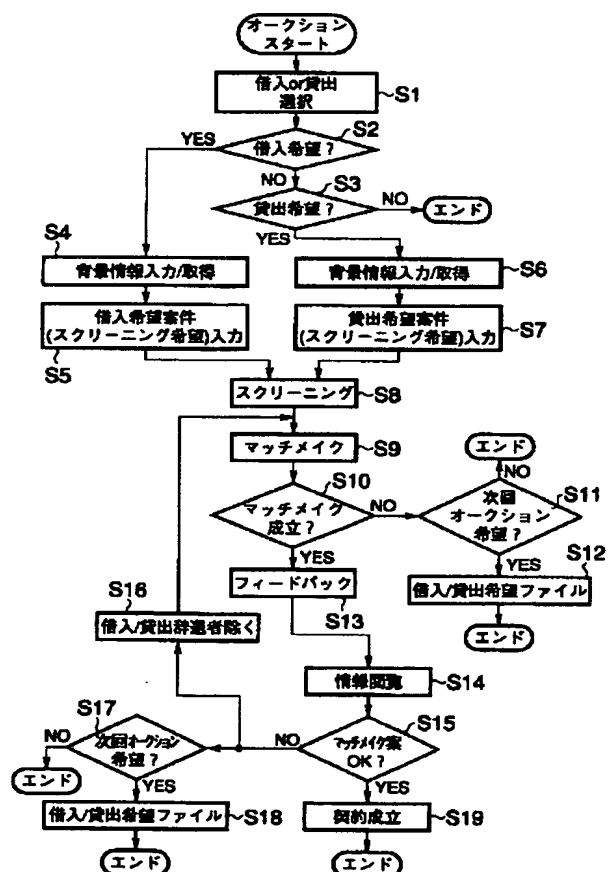 オークション
スタート
借入or貸出
選択
S1
S2
YES
借入希望？
NO
S3
貸出希望？
NO
エンド
YES
S4
背景情報入力/取得
背景情報入力/取得
S6
借入希望案件
(スクリーニング希望)入力
S5
貸出希望案件
(スクリーニング希望)入力
S7
スクリーニング
S8
マッチメイク
S9
エンド
S10
マッチメイク
成立？
NO
NO
次回
オークション
希望？
S11
YES
YES
S12
フィードバック
S13
借入/貸出希望ファイル
エンド
S16
借入/貸出辞退者除く
情報閲覧
S14
S17
次回オークション
希望？
NO
エンド
NO
S15
マッチメイク案
OK？
YES
YES
借入/貸出希望ファイル
S18
契約成立
S19
エンド
エンド